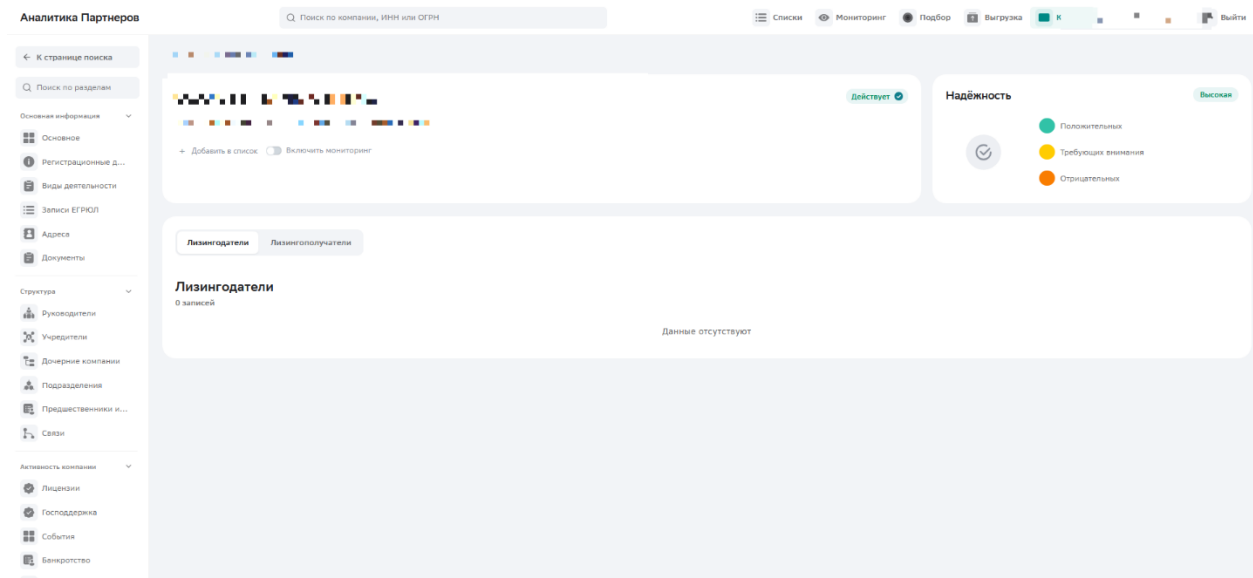 Аналитика Партнеров
Поиск по компании, ИНН или ОГРН
Списки
Мониторинг
Подбор
Выгрузка
К
Выйти
К странице поиска
Поиск по разделам
Основная информация
Основное
Регистрационные д...
Виды деятельности
Записи ЕГРЮЛ
Адреса
Документы
Структура
Руководители
Учредители
Дочерние компании
Подразделения
Предшественники и...
Связи
Активность компании
Лицензии
Господдержка
События
Банкротство
Действует
+ Добавить в список
Включить мониторинг
Надёжность
Высокая
Положительных
Требующих внимания
Отрицательных
Лизингодатели
Лизингополучатели
Лизингодатели
0 записей
Данные отсутствуют